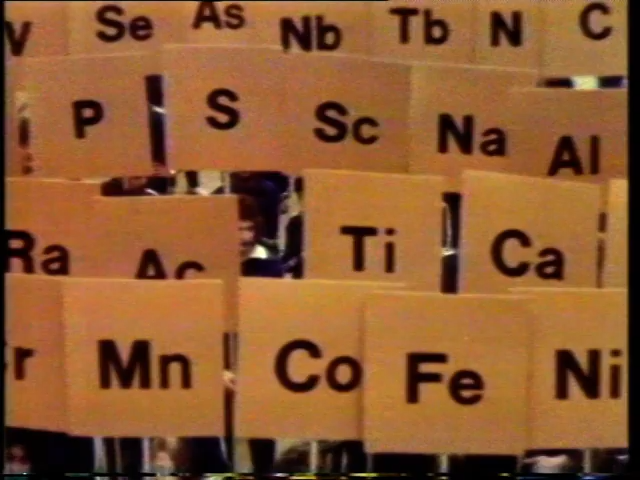 V Se As Nb Tb N C
P S Sc Na Al
Ra Ac Ti Ca
r Mn Co Fe Ni